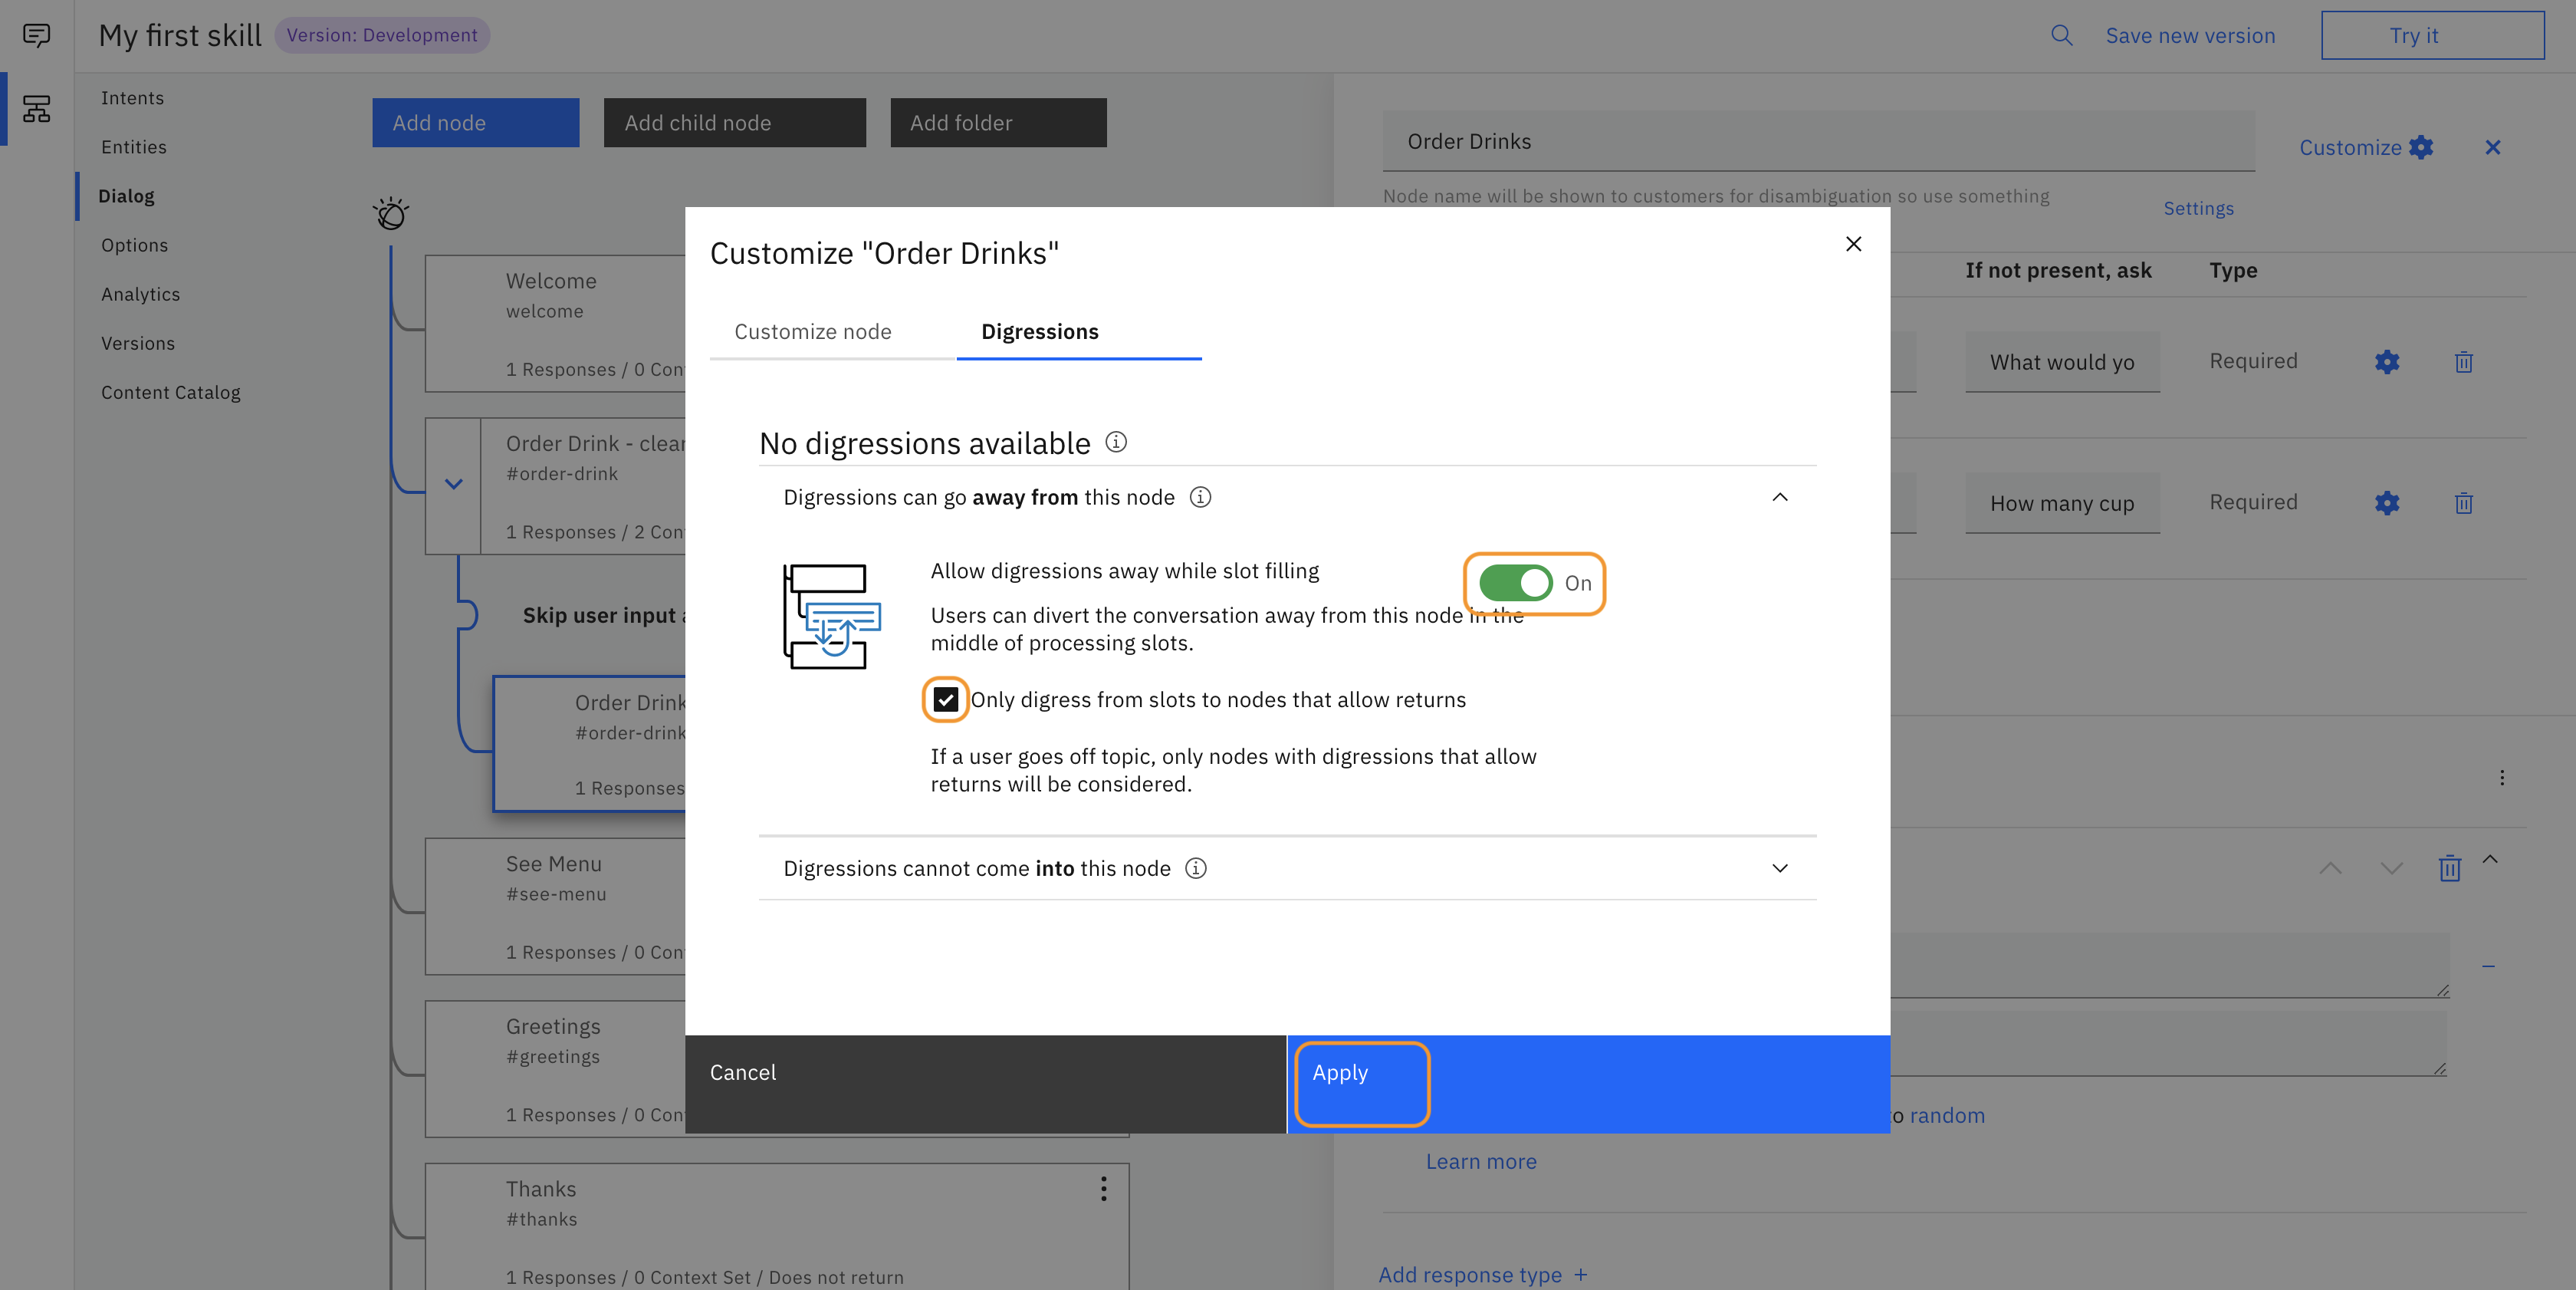 My first skill Version: Development
Save new version
Try it
Intents
Entities
Dialog
Options
Analytics
Versions
Content Catalog
Add node
Add child node
Add folder
Welcome
welcome
1 Responses / 0 Con
Order Drink - clear
#order-drink
1 Responses / 2 Con
Skip user input
Order Drink
#order-drink
1 Responses
See Menu
#see-menu
1 Responses / 0 Con
Greetings
#greetings
1 Responses / 0 Con
Thanks
#thanks
1 Responses / 0 Context Set / Does not return
Order Drinks
Customize
Node name will be shown to customers for disambiguation so use something
Settings
If not present, ask Type
What would yo Required
How many cup Required
Customize "Order Drinks"
Customize node
Digressions
No digressions available
Digressions can go away from this node
Allow digressions away while slot filling
On
Users can divert the conversation away from this node in the
middle of processing slots.
Only digress from slots to nodes that allow returns
If a user goes off topic, only nodes with digressions that allow
returns will be considered.
Digressions cannot come into this node
Cancel
Apply
o random
Learn more
Add response type +